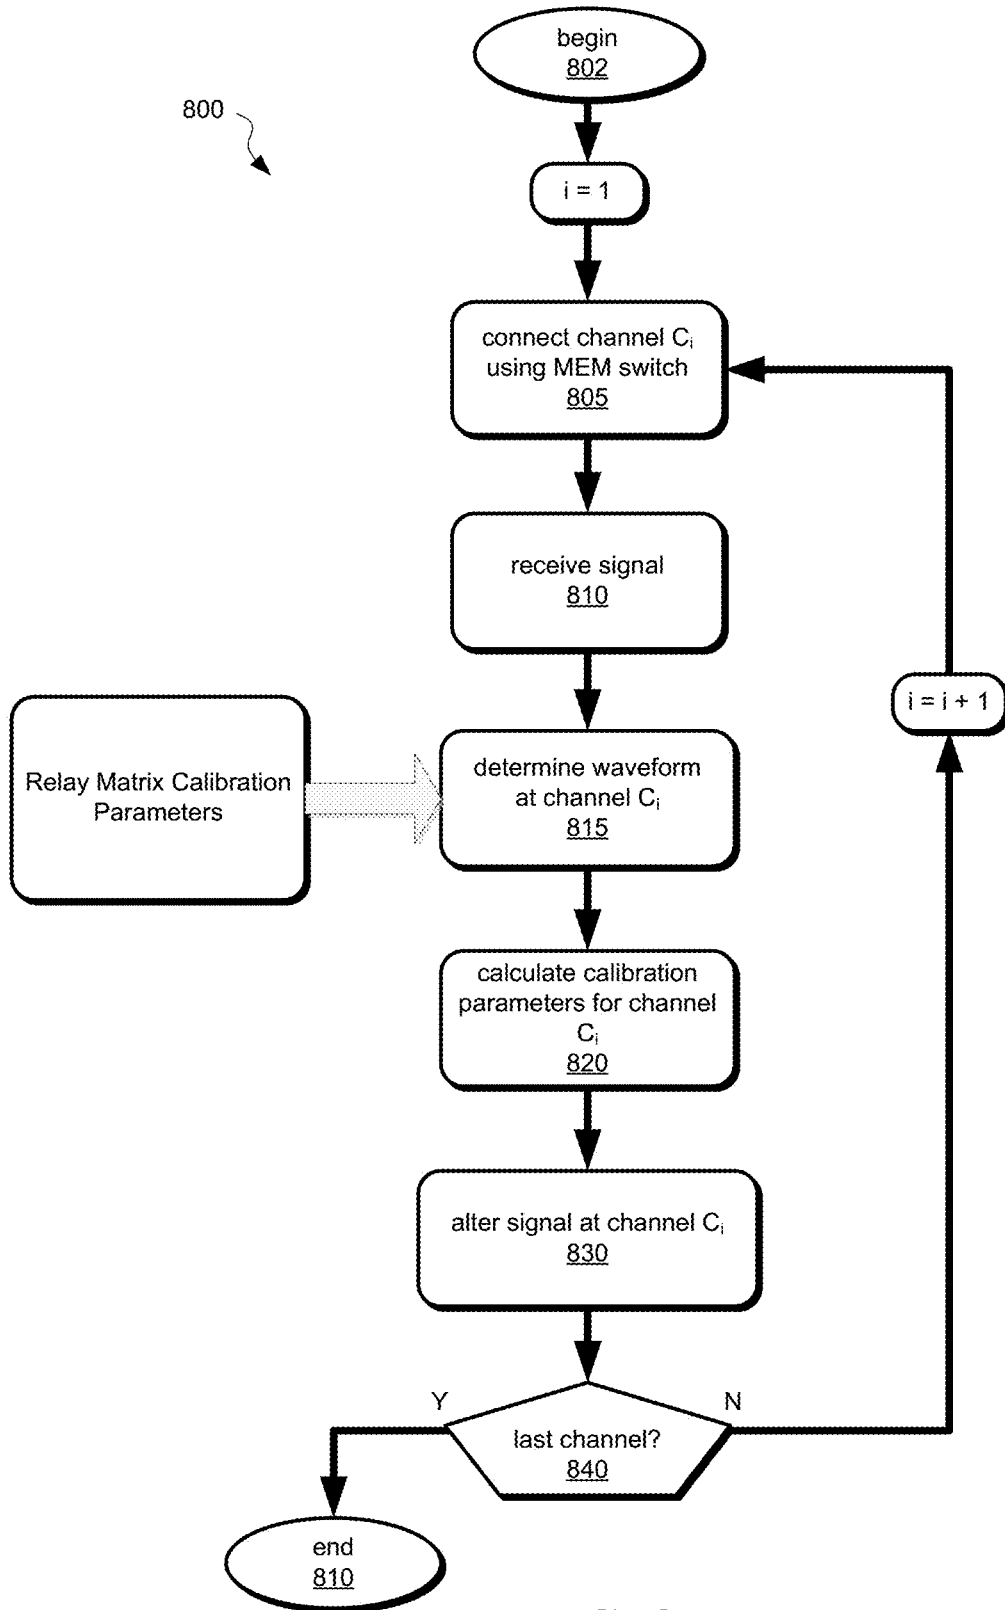 begin
802
800
i = 1
connect channel Ci
using MEM switch
805
receive signal
810
i = i + 1
Relay Matrix Calibration
Parameters
determine waveform
at channel Ci
815
calculate calibration
parameters for channel
Ci
820
alter signal at channel Ci
830
Y
N
last channel?
840
end
810